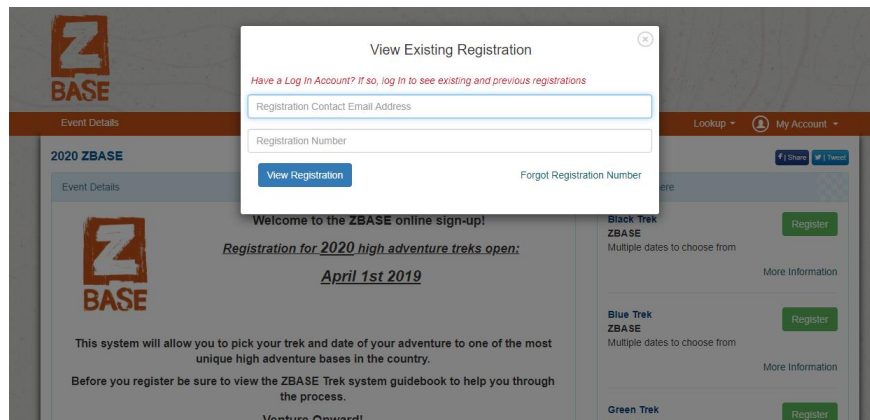 Z
BASE
View Existing Registration
Have a Log In Account? If so, log In to see existing and previous registrations
Registration Contact Email Address
Registration Number
View Registration
Forgot Registration Number
Event Details
Lookup
My Account
2020 ZBASE
f | Share
| Tweet
Event Details
ere
Z
BASE
Welcome to the ZBASE online sign-up!
Registration for 2020 high adventure treks open:
April 1st 2019
This system will allow you to pick your trek and date of your adventure to one of the most
unique high adventure bases in the country.
Before you register be sure to view the ZBASE Trek system guidebook to help you through
the process.
Venture Onward!
Black Trek
ZBASE
Multiple dates to choose from
Register
More Information
Blue Trek
ZBASE
Multiple dates to choose from
Register
More Information
Green Trek
Register